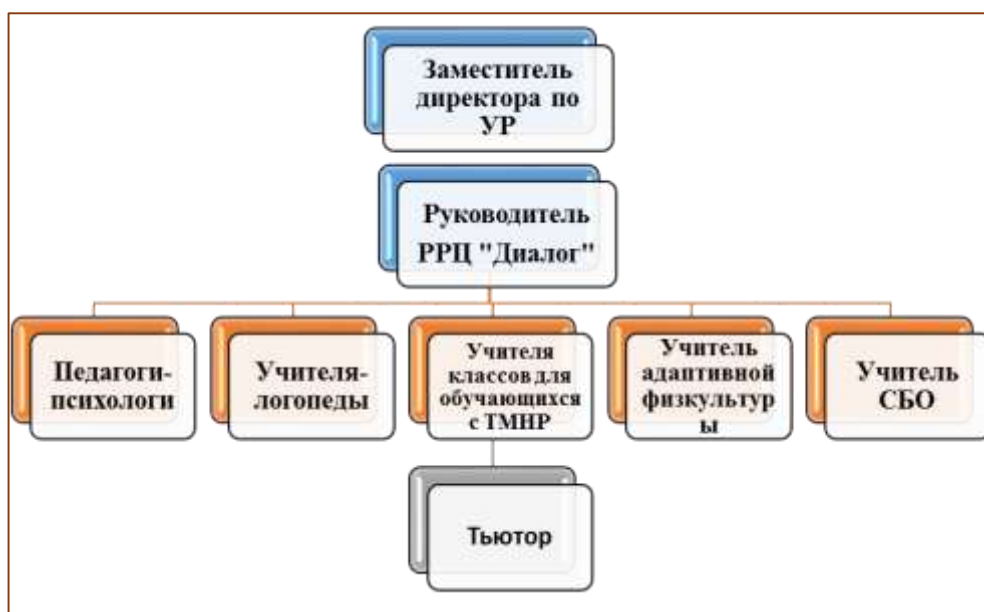 Заместитель
директора по
УР
Руководитель
РРЦ "Диалог"
Педагоги-
психологи
Учителя-
логопеды
Учителя
классов для
обучающихся
с ТМНР
Учитель
адаптивной
физкультур
ы
Учитель
СБО
Тьютор